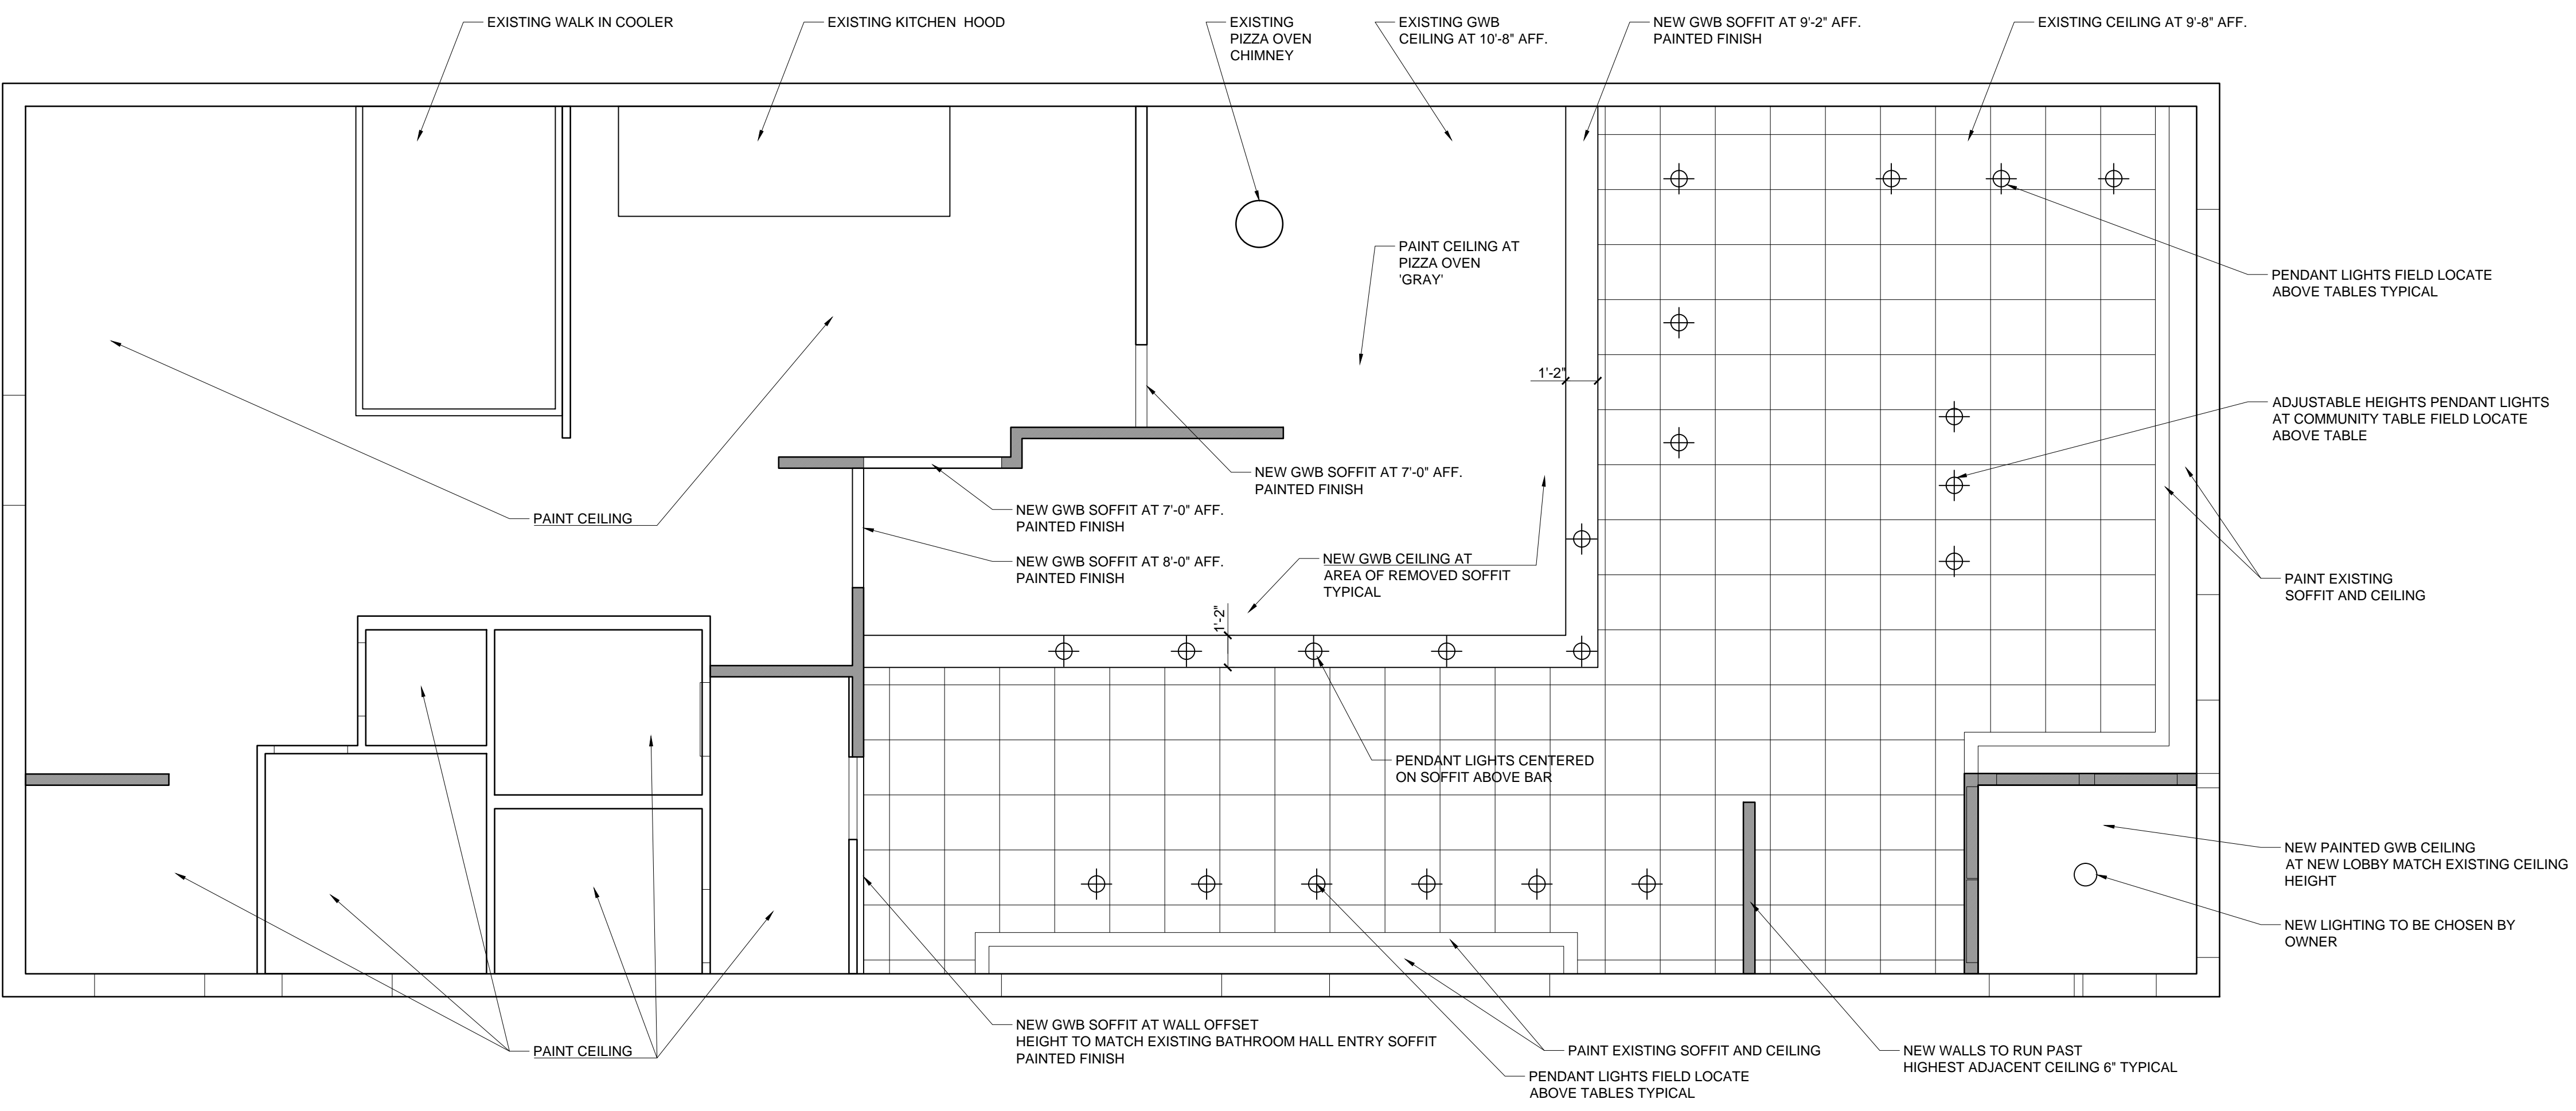 EXISTING WALK IN COOLER
EXISTING KITCHEN HOOD
EXISTING
PIZZA OVEN
CHIMNEY
EXISTING GWB
CEILING AT 10'-8" AFF.
NEW GWB SOFFIT AT 9'-2" AFF.
PAINTED FINISH
EXISTING CEILING AT 9'-8" AFF.
PAINT CEILING AT
PIZZA OVEN
'GRAY'
PENDANT LIGHTS FIELD LOCATE
ABOVE TABLES TYPICAL
1'-2"
ADJUSTABLE HEIGHTS PENDANT LIGHTS
AT COMMUNITY TABLE FIELD LOCATE
ABOVE TABLE
NEW GWB SOFFIT AT 7'-0" AFF.
PAINTED FINISH
PAINT CEILING
NEW GWB SOFFIT AT 7'-0" AFF.
PAINTED FINISH
NEW GWB SOFFIT AT 8'-0" AFF.
PAINTED FINISH
NEW GWB CEILING AT
AREA OF REMOVED SOFFIT
TYPICAL
PAINT EXISTING
SOFFIT AND CEILING
1'-2"
PENDANT LIGHTS CENTERED
ON SOFFIT ABOVE BAR
NEW PAINTED GWB CEILING
AT NEW LOBBY MATCH EXISTING CEILING
HEIGHT
NEW LIGHTING TO BE CHOSEN BY
OWNER
PAINT CEILING
NEW GWB SOFFIT AT WALL OFFSET
HEIGHT TO MATCH EXISTING BATHROOM HALL ENTRY SOFFIT
PAINTED FINISH
PAINT EXISTING SOFFIT AND CEILING
PENDANT LIGHTS FIELD LOCATE
ABOVE TABLES TYPICAL
NEW WALLS TO RUN PAST
HIGHEST ADJACENT CEILING 6" TYPICAL